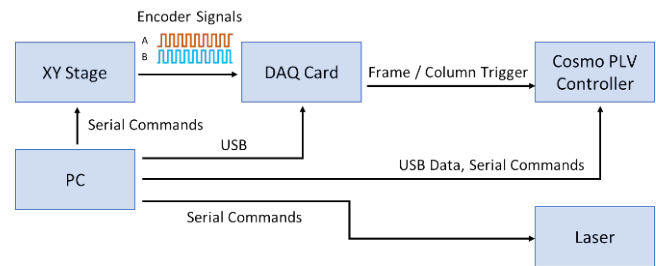 Encoder Signals
A
B
XY Stage
DAQ Card
Frame / Column Trigger
Cosmo PLV
Controller
Serial Commands
USB
USB Data, Serial Commands
PC
Serial Commands
Laser